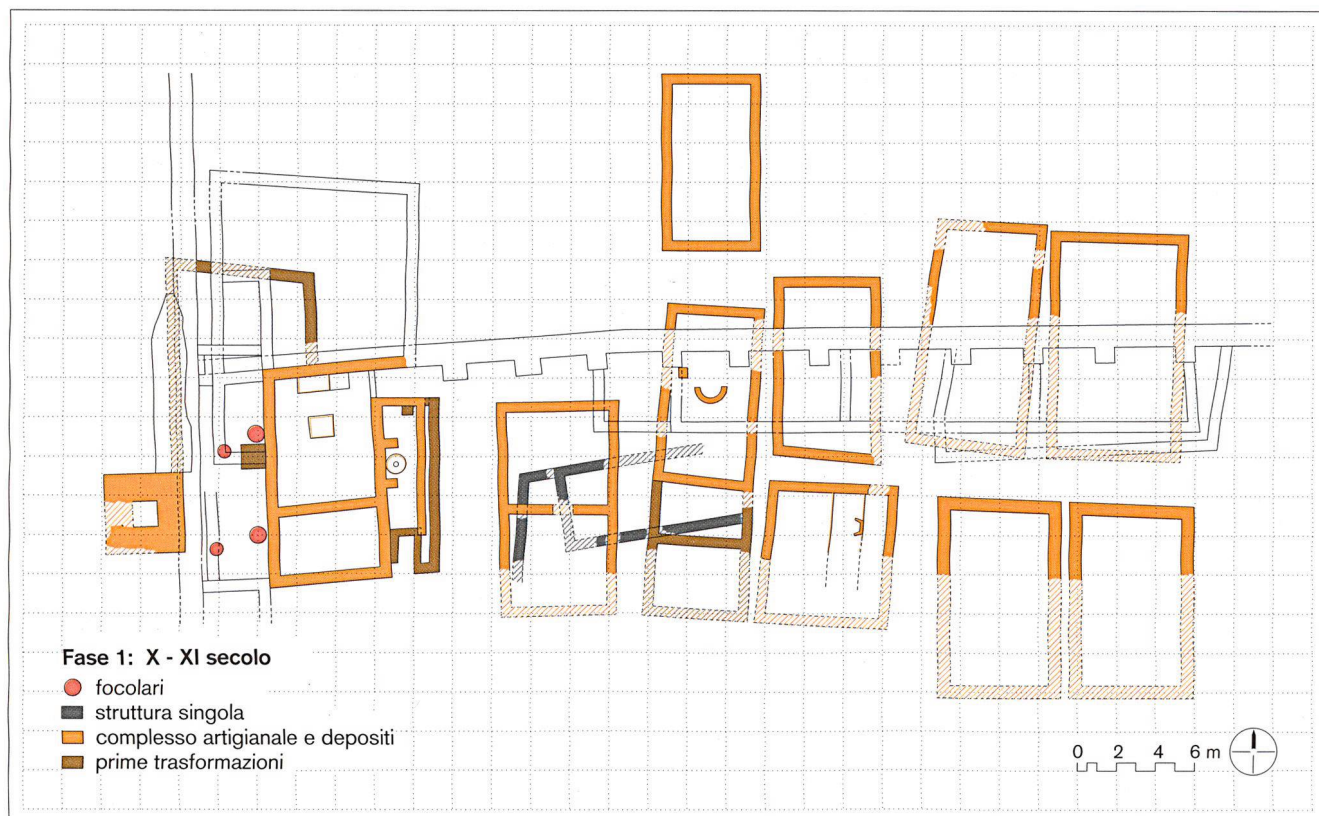 Fase 1: X - XI secolo
focolari
struttura singola
complesso artigianale e depositi
prime trasformazioni
0 2 4 6 m